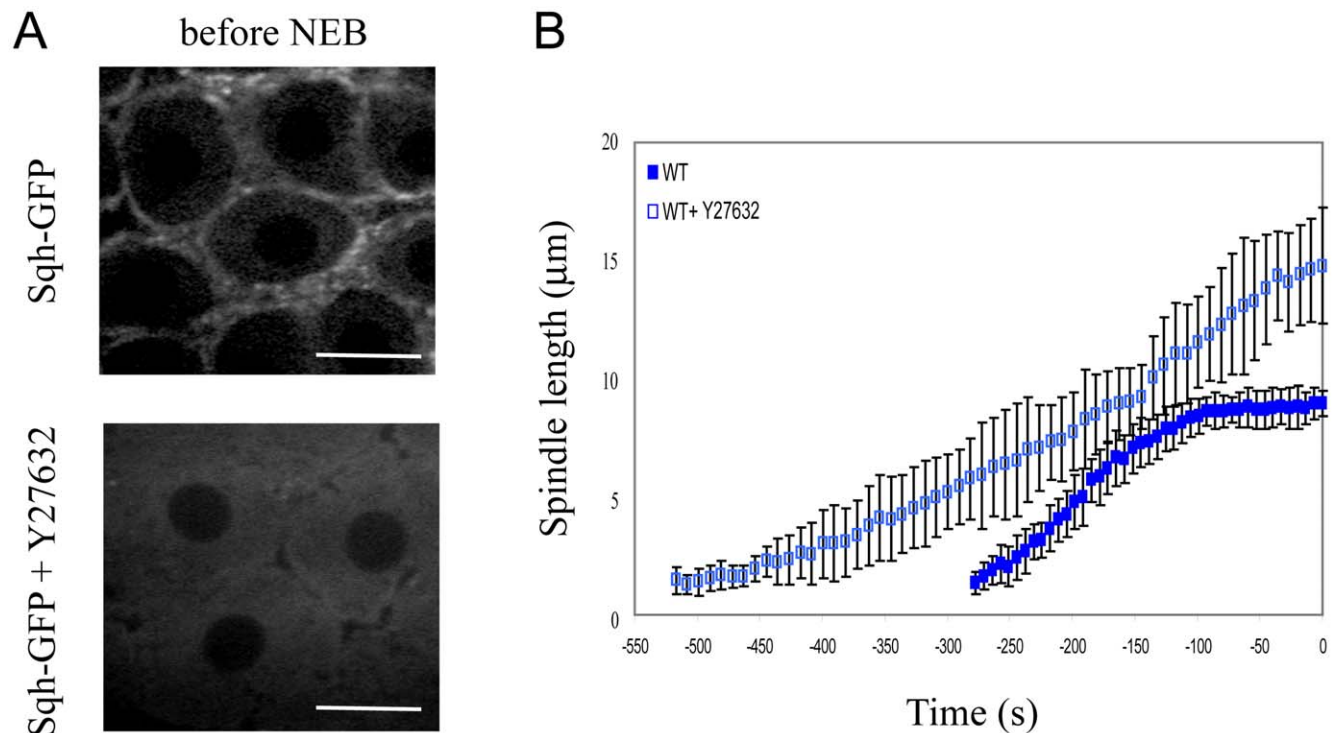 A
before NEB
Sqh-GFP
Sqh-GFP + Y27632
B
20
15
10
5
0
Spindle length (μm)
WT
WT+ Y27632
-550 -500 -450 -400 -350 -300 -250 -200 -150 -100 -50 0
Time (s)